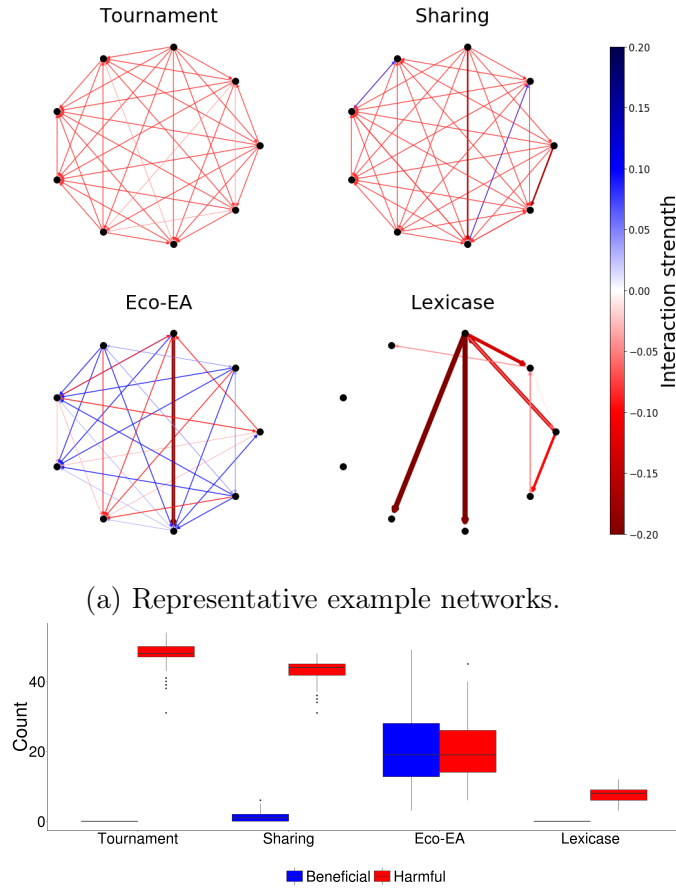 Tournament
Sharing
Eco-EA
Lexicase
0.20
0.15
0.10
0.05
0.00
−0.05
−0.10
−0.15
−0.20
Interaction strength
(a) Representative example networks.
Count
40
20
0
Tournament
Sharing
Eco-EA
Lexicase
Beneficial
Harmful